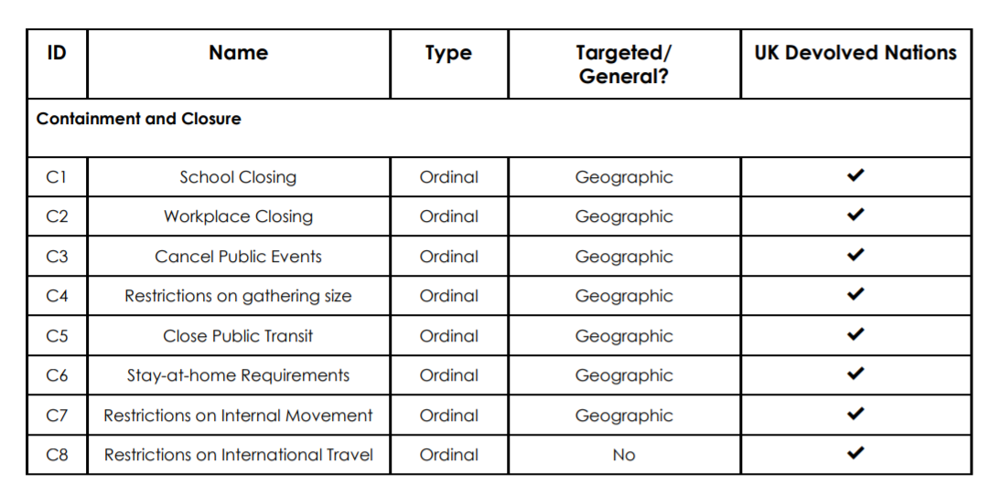 ID Name Type Targeted/ General? UK Devolved Nations
Containment and Closure
C1 School Closing Ordinal Geographic ✔
C2 Workplace Closing Ordinal Geographic ✔
C3 Cancel Public Events Ordinal Geographic ✔
C4 Restrictions on gathering size Ordinal Geographic ✔
C5 Close Public Transit Ordinal Geographic ✔
C6 Stay-at-home Requirements Ordinal Geographic ✔
C7 Restrictions on Internal Movement Ordinal Geographic ✔
C8 Restrictions on International Travel Ordinal No ✔